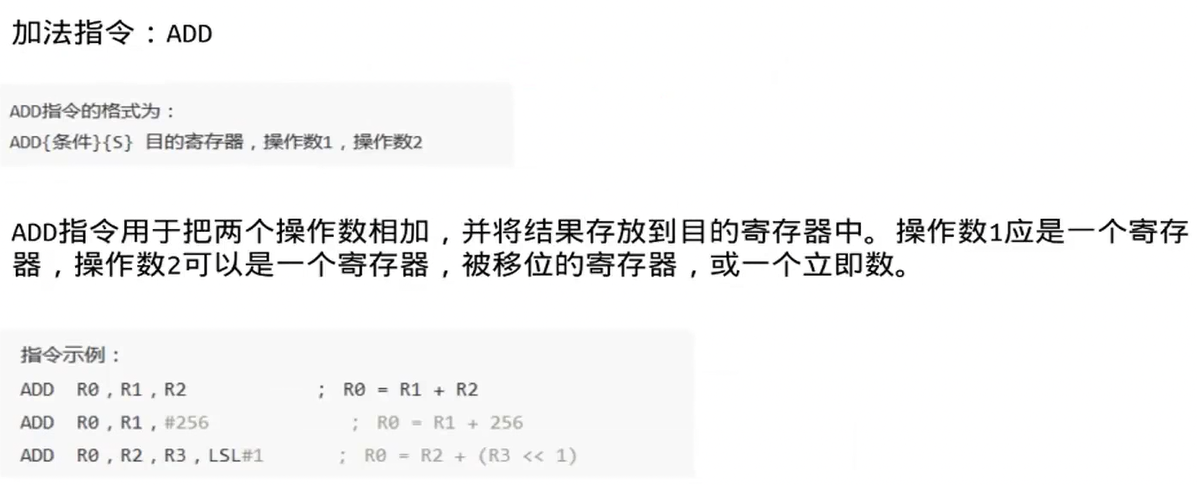 加法指令：ADD
ADD指令的格式为：
ADD{条件}{S} 目的寄存器，操作数1，操作数2
ADD指令用于把两个操作数相加，并将结果存放到目的寄存器中。操作数1应是一个寄存
器，操作数2可以是一个寄存器，被移位的寄存器，或一个立即数。
指令示例：
ADD R0，R1，R2 ; R0 = R1 + R2
ADD R0，R1，#256 ; R0 = R1 + 256
ADD R0，R2，R3，LSL#1 ; R0 = R2 + (R3 << 1)